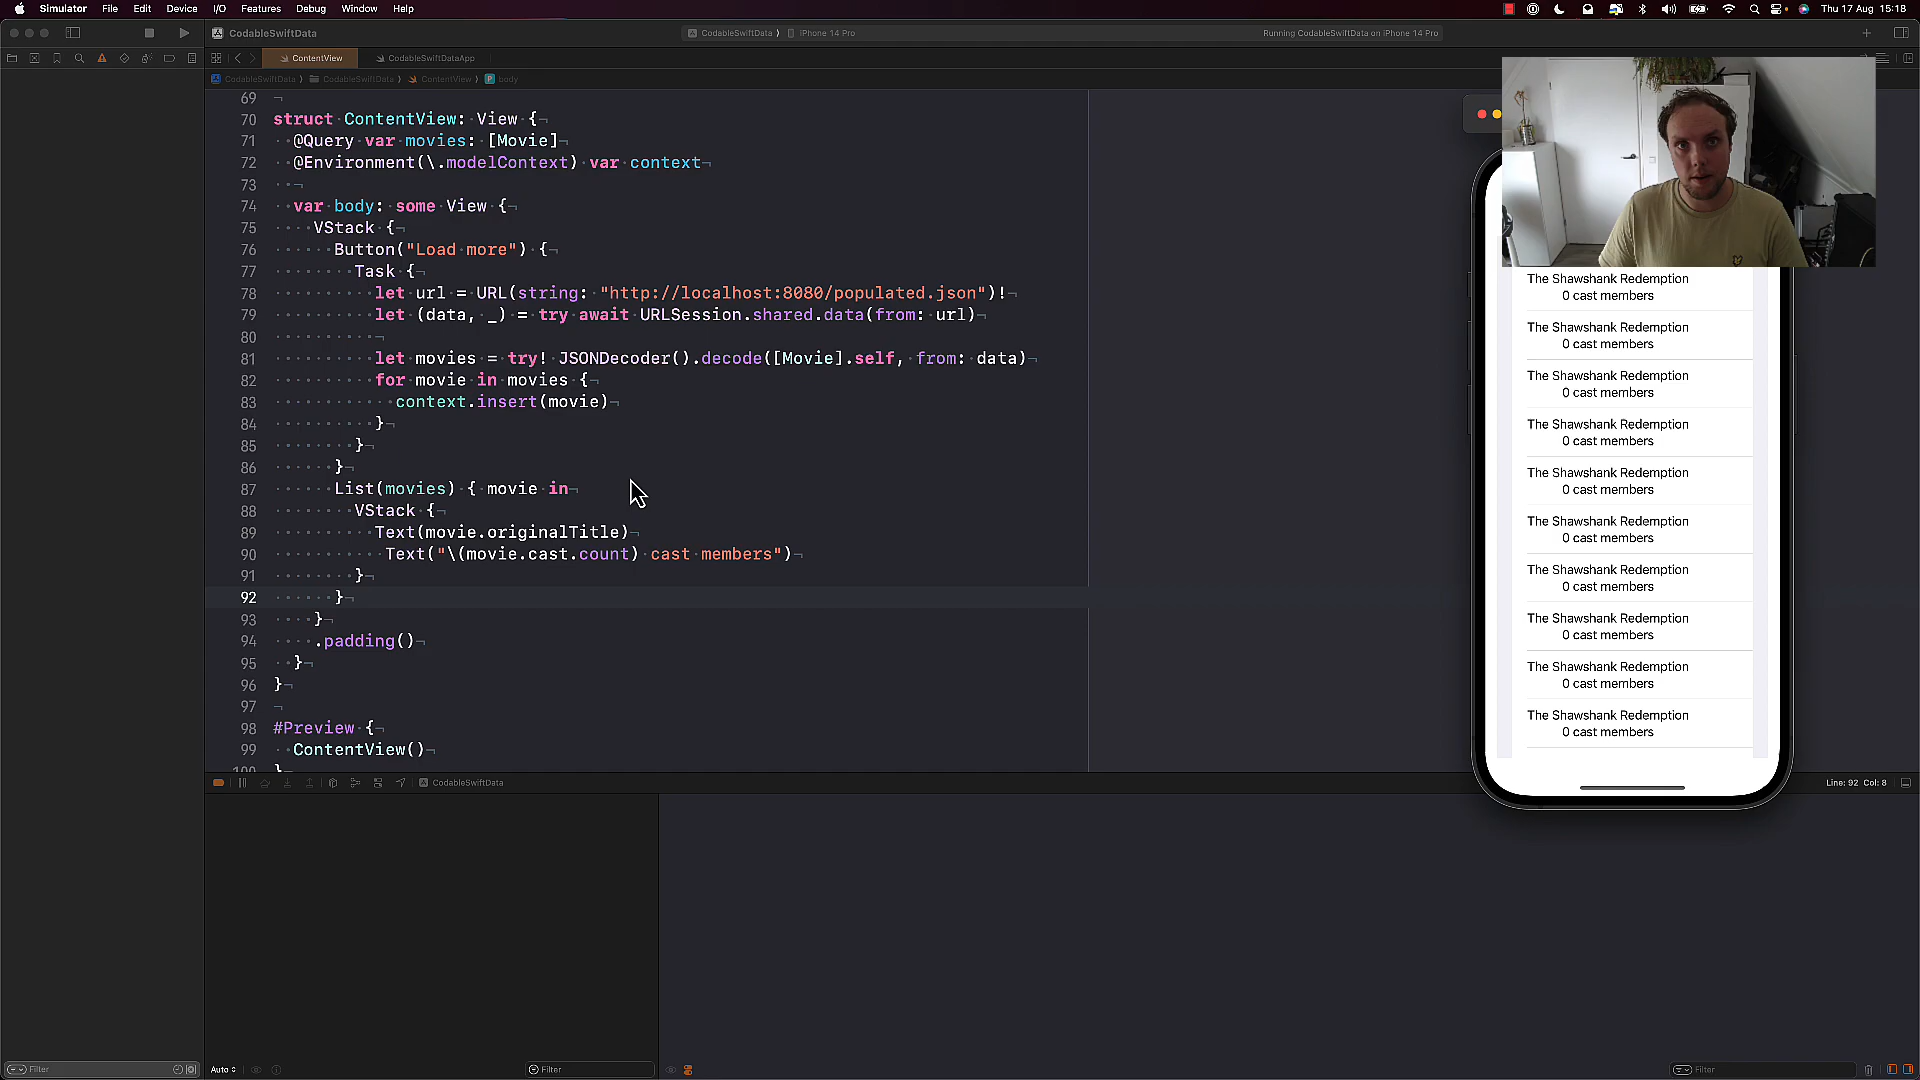 Simulator File Edit Device I/O Features Debug Window Help Thu 17 Aug 15:18
CodableSwiftData CodableSwiftData 〉 iPhone 14 Pro Running CodableSwiftData on iPhone 14 Pro
ContentView CodableSwiftDataApp
CodableSwiftData 〉 CodableSwiftData 〉 ContentView 〉 P body
69
70 struct ContentView: View {
71 @Query var movies: [Movie]
72 @Environment(\.modelContext) var context
73
74 var body: some View {
75 VStack {
76 Button("Load more") {
77 Task {
78 let url = URL(string: "http://localhost:8080/populated.json")!
79 let (data, _) = try await URLSession.shared.data(from: url)
80
81 let movies = try! JSONDecoder().decode([Movie].self, from: data)
82 for movie in movies {
83 context.insert(movie)
84 }
85 }
86 }
87 List(movies) { movie in
88 VStack {
89 Text(movie.originalTitle)
90 Text("\(movie.cast.count) cast members")
91 }
92 }
93 }
94 .padding()
95 }
96 }
97
98 #Preview {
99 ContentView()
100 }
The Shawshank Redemption
0 cast members
The Shawshank Redemption
0 cast members
The Shawshank Redemption
0 cast members
The Shawshank Redemption
0 cast members
The Shawshank Redemption
0 cast members
The Shawshank Redemption
0 cast members
The Shawshank Redemption
0 cast members
The Shawshank Redemption
0 cast members
The Shawshank Redemption
0 cast members
The Shawshank Redemption
0 cast members
CodableSwiftData Line: 92 Col: 8
Filter Auto Filter Filter